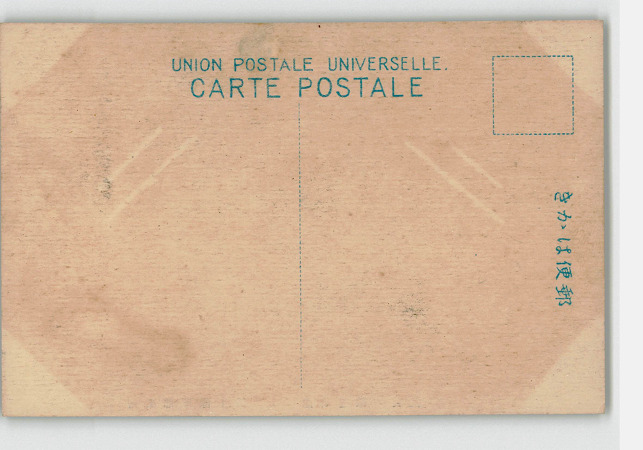 UNION POSTALE UNIVERSELLE.
CARTE POSTALE
きかは便郵